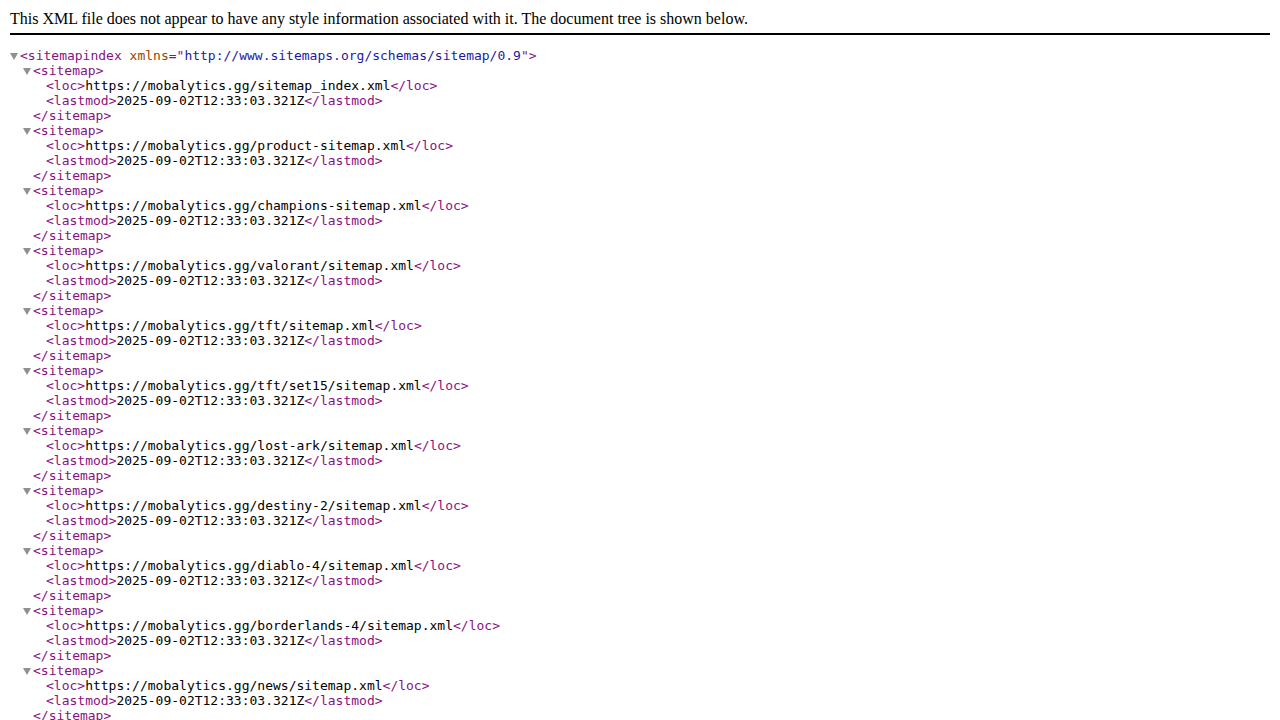 This XML file does not appear to have any style information associated with it. The document tree is shown below.
<sitemapindex xmlns="http://www.sitemaps.org/schemas/sitemap/0.9">
<sitemap>
<loc>https://mobalytics.gg/sitemap_index.xml</loc>
<lastmod>2025-09-02T12:33:03.321Z</lastmod>
</sitemap>
<sitemap>
<loc>https://mobalytics.gg/product-sitemap.xml</loc>
<lastmod>2025-09-02T12:33:03.321Z</lastmod>
</sitemap>
<sitemap>
<loc>https://mobalytics.gg/champions-sitemap.xml</loc>
<lastmod>2025-09-02T12:33:03.321Z</lastmod>
</sitemap>
<sitemap>
<loc>https://mobalytics.gg/valorant/sitemap.xml</loc>
<lastmod>2025-09-02T12:33:03.321Z</lastmod>
</sitemap>
<sitemap>
<loc>https://mobalytics.gg/tft/sitemap.xml</loc>
<lastmod>2025-09-02T12:33:03.321Z</lastmod>
</sitemap>
<sitemap>
<loc>https://mobalytics.gg/tft/set15/sitemap.xml</loc>
<lastmod>2025-09-02T12:33:03.321Z</lastmod>
</sitemap>
<sitemap>
<loc>https://mobalytics.gg/lost-ark/sitemap.xml</loc>
<lastmod>2025-09-02T12:33:03.321Z</lastmod>
</sitemap>
<sitemap>
<loc>https://mobalytics.gg/destiny-2/sitemap.xml</loc>
<lastmod>2025-09-02T12:33:03.321Z</lastmod>
</sitemap>
<sitemap>
<loc>https://mobalytics.gg/diablo-4/sitemap.xml</loc>
<lastmod>2025-09-02T12:33:03.321Z</lastmod>
</sitemap>
<sitemap>
<loc>https://mobalytics.gg/borderlands-4/sitemap.xml</loc>
<lastmod>2025-09-02T12:33:03.321Z</lastmod>
</sitemap>
<sitemap>
<loc>https://mobalytics.gg/news/sitemap.xml</loc>
<lastmod>2025-09-02T12:33:03.321Z</lastmod>
</sitemap>